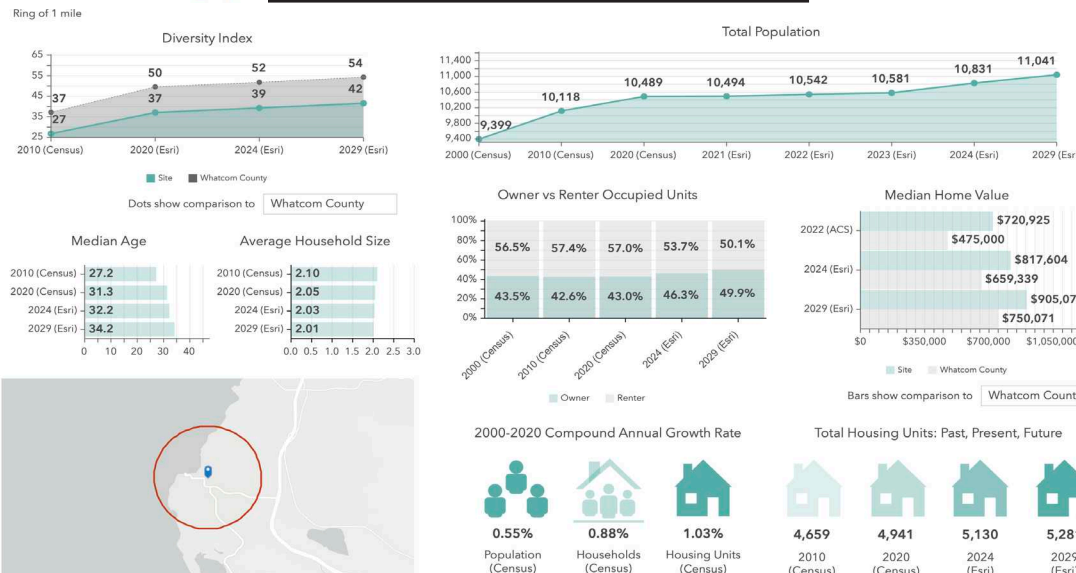 Ring of 1 mile
Diversity Index
65
55
45
35
25
37
50
52
54
27
37
39
42
2010 (Census)
2020 (Esri)
2024 (Esri)
2029 (Esri)
Site
Whatcom County
Dots show comparison to
Whatcom County
Total Population
11,400
11,000
10,600
10,200
9,800
9,400
9,399
10,118
10,489
10,494
10,542
10,581
10,831
11,041
2000 (Census)
2010 (Census)
2020 (Census)
2021 (Esri)
2022 (Esri)
2023 (Esri)
2024 (Esri)
2029 (Esr
Median Age
2010 (Census)
27.2
2020 (Census)
31.3
2024 (Esri)
32.2
2029 (Esri)
34.2
0
10
20
30
40
Average Household Size
2010 (Census)
2.10
2020 (Census)
2.05
2024 (Esri)
2.03
2029 (Esri)
2.01
0.0
0.5
1.0
1.5
2.0
2.5
3.0
Owner vs Renter Occupied Units
100%
80%
60%
40%
20%
0%
56.5%
57.4%
57.0%
53.7%
50.1%
43.5%
42.6%
43.0%
46.3%
49.9%
2000 (Census)
2010 (Census)
2020 (Census)
2024 (Esri)
2029 (Esri)
Owner
Renter
Median Home Value
2022 (ACS)
$720,925
$475,000
2024 (Esri)
$817,604
$659,339
2029 (Esri)
$905,07
$750,071
$0
$350,000
$700,000
$1,050,000
Site
Whatcom County
Bars show comparison to
Whatcom Count
2000-2020 Compound Annual Growth Rate
0.55%
Population
(Census)
0.88%
Households
(Census)
1.03%
Housing Units
(Census)
Total Housing Units: Past, Present, Future
4,659
2010
(Census)
4,941
2020
(Census)
5,130
2024
(Esri)
5,28
2029
(Esri)